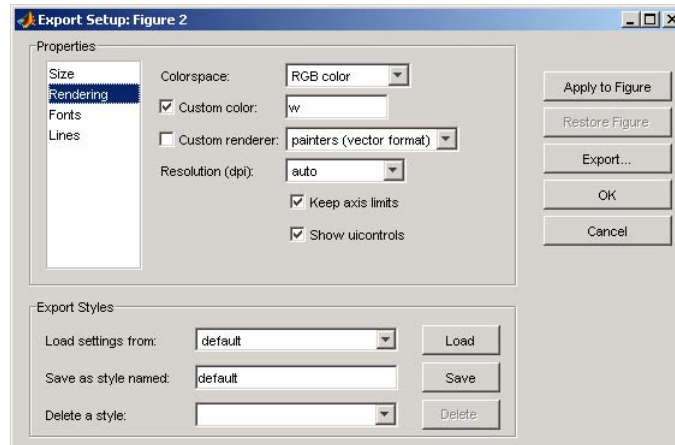 Export Setup: Figure 2
Properties
Size
Rendering
Fonts
Lines
Colorspace: RGB color
Custom color: w
Custom renderer: painters (vector format)
Resolution (dpi): auto
Keep axis limits
Show uicontrols
Apply to Figure
Restore Figure
Export...
OK
Cancel
Export Styles
Load settings from: default Load
Save as style named: default Save
Delete a style: Delete